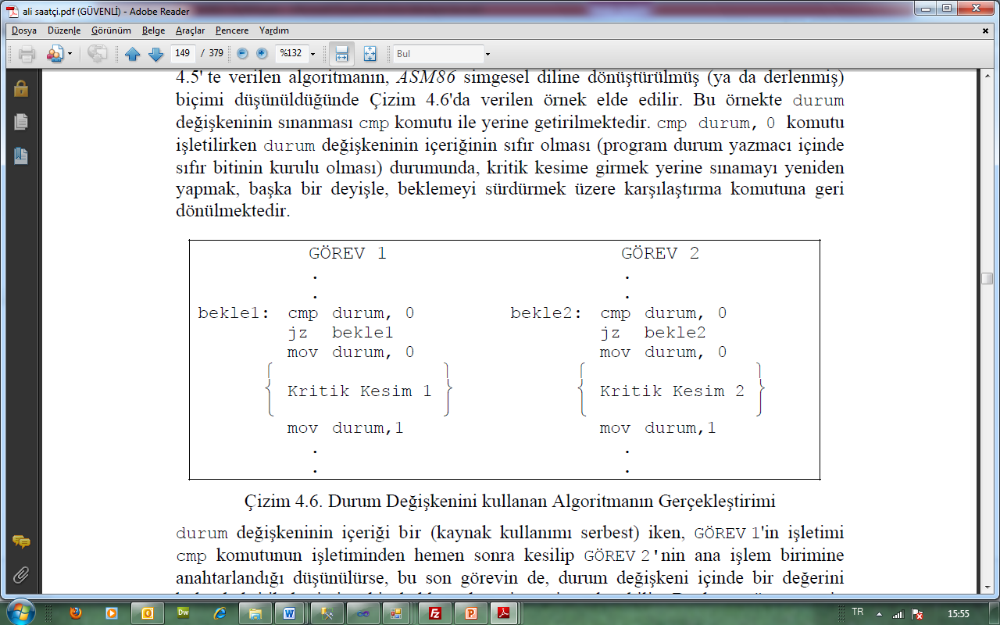 ali saatçi.pdf (GÜVENLİ) - Adobe Reader
Dosya Düzenle Görünüm Belge Araçlar Pencere Yardım
149 / 379 %132 Bul
4.5' te verilen algoritmanın, ASM86 simgesel diline dönüştürülmüş (ya da derlenmiş)
biçimi düşünüldüğünde Çizim 4.6'da verilen örnek elde edilir. Bu örnekte durum
değişkeninin sınanması cmp komutu ile yerine getirilmektedir. cmp durum, 0 komutu
işletilirken durum değişkeninin içeriğinin sıfır olması (program durum yazmacı içinde
sıfır bitinin kurulu olması) durumunda, kritik kesime girmek yerine sınamayı yeniden
yapmak, başka bir deyişle, beklemeyi sürdürmek üzere karşılaştırma komutuna geri
dönülmektedir.
GÖREV 1 GÖREV 2
. .
. .
bekle1: cmp durum, 0 bekle2: cmp durum, 0
jz bekle1 jz bekle2
mov durum, 0 mov durum, 0
Kritik Kesim 1 Kritik Kesim 2
mov durum,1 mov durum,1
. .
. .
Çizim 4.6. Durum Değişkenini kullanan Algoritmanın Gerçekleştirimi
durum değişkeninin içeriği bir (kaynak kullanımı serbest) iken, GÖREV 1'in işletimi
cmp komutunun işletiminden hemen sonra kesilip GÖREV 2'nin ana işlem birimine
anahtarlandığı düşünülürse, bu son görevin de, durum değişkeni içinde bir değerini
TR 15:55